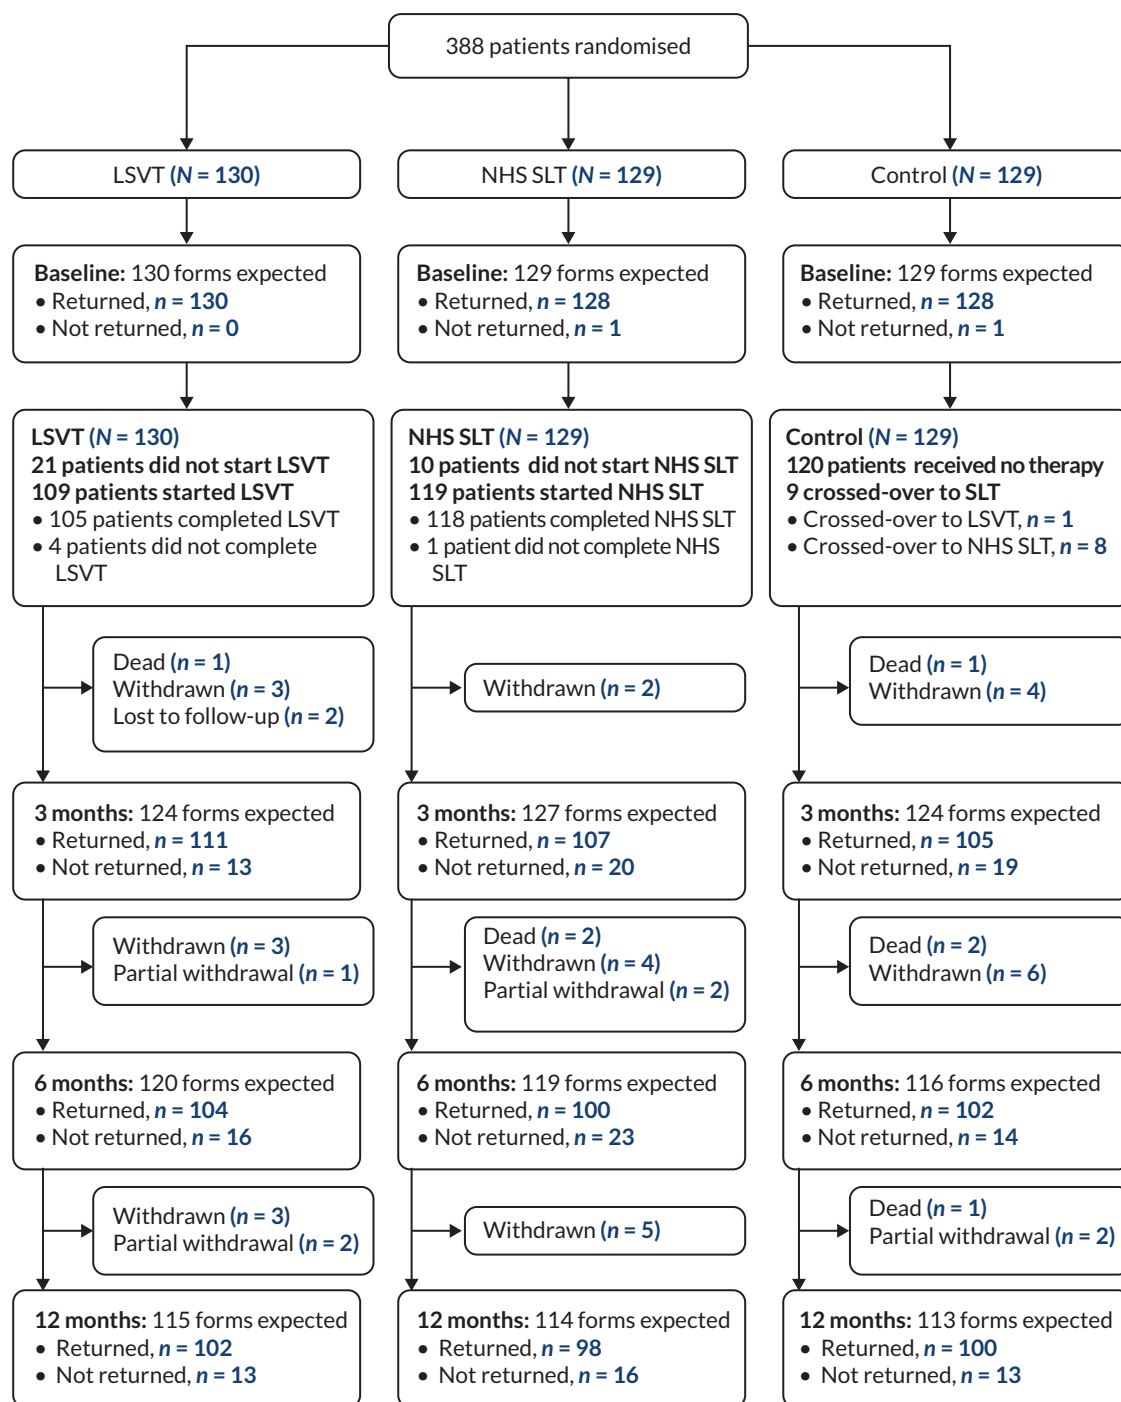 388 patients randomised
LSVT (N = 130)
NHS SLT (N = 129)
Control (N = 129)
Baseline: 130 forms expected
• Returned, n = 130
• Not returned, n = 0
Baseline: 129 forms expected
• Returned, n = 128
• Not returned, n = 1
Baseline: 129 forms expected
• Returned, n = 128
• Not returned, n = 1
LSVT (N = 130)
21 patients did not start LSVT
109 patients started LSVT
• 105 patients completed LSVT
• 4 patients did not complete
LSVT
NHS SLT (N = 129)
10 patients did not start NHS SLT
119 patients started NHS SLT
• 118 patients completed NHS SLT
• 1 patient did not complete NHS
SLT
Control (N = 129)
120 patients received no therapy
9 crossed-over to SLT
• Crossed-over to LSVT, n = 1
• Crossed-over to NHS SLT, n = 8
Dead (n = 1)
Withdrawn (n = 3)
Lost to follow-up (n = 2)
Withdrawn (n = 2)
Dead (n = 1)
Withdrawn (n = 4)
3 months: 124 forms expected
• Returned, n = 111
• Not returned, n = 13
3 months: 127 forms expected
• Returned, n = 107
• Not returned, n = 20
3 months: 124 forms expected
• Returned, n = 105
• Not returned, n = 19
Withdrawn (n = 3)
Partial withdrawal (n = 1)
Dead (n = 2)
Withdrawn (n = 4)
Partial withdrawal (n = 2)
Dead (n = 2)
Withdrawn (n = 6)
6 months: 120 forms expected
• Returned, n = 104
• Not returned, n = 16
6 months: 119 forms expected
• Returned, n = 100
• Not returned, n = 23
6 months: 116 forms expected
• Returned, n = 102
• Not returned, n = 14
Withdrawn (n = 3)
Partial withdrawal (n = 2)
Withdrawn (n = 5)
Dead (n = 1)
Partial withdrawal (n = 2)
12 months: 115 forms expected
• Returned, n = 102
• Not returned, n = 13
12 months: 114 forms expected
• Returned, n = 98
• Not returned, n = 16
12 months: 113 forms expected
• Returned, n = 100
• Not returned, n = 13